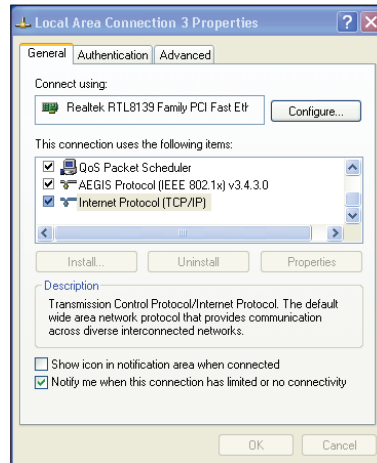 Local Area Connection 3 Properties
General Authentication Advanced
Connect using:
Realtek RTL8139 Family PCI Fast Eth
Configure...
This connection uses the following items:
QoS Packet Scheduler
AEGIS Protocol (IEEE 802.1x) v3.4.3.0
Internet Protocol (TCP/IP)
Install... Uninstall Properties
Description
Transmission Control Protocol/Internet Protocol. The default
wide area network protocol that provides communication
across diverse interconnected networks.
Show icon in notification area when connected
Notify me when this connection has limited or no connectivity
OK Cancel